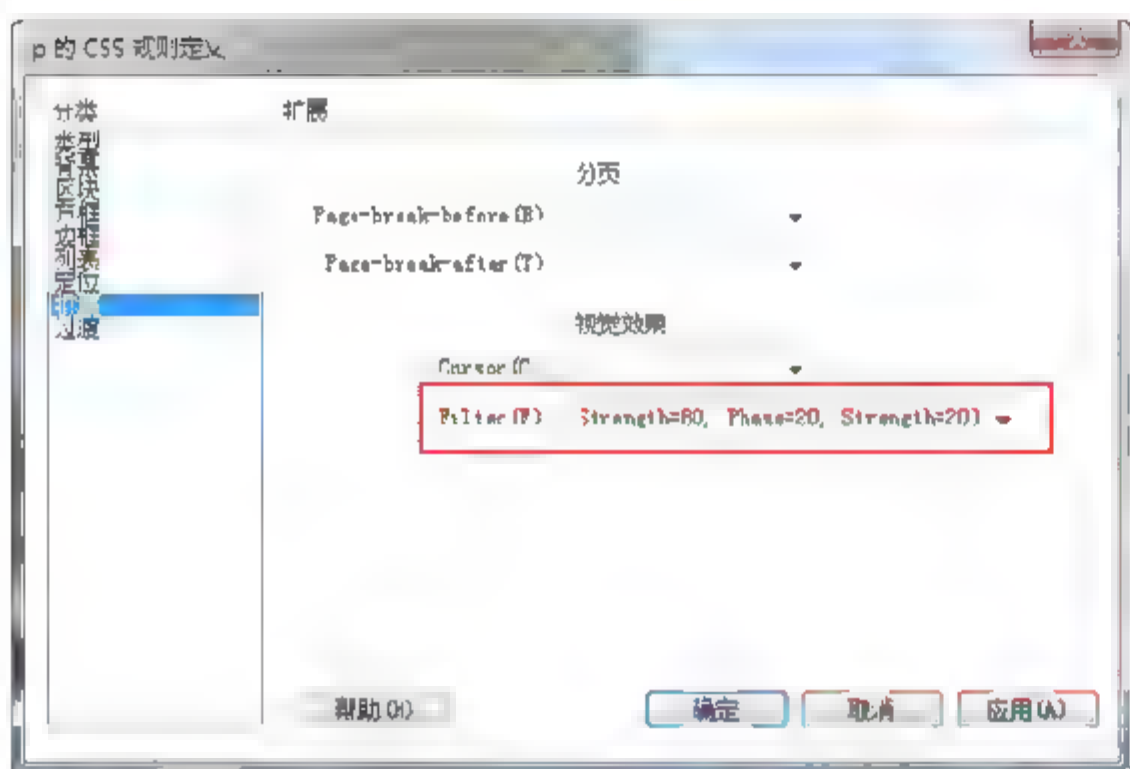 p 的 CSS 规则定义
分类
类型
背景
区块
方框
边框
列表
定位
扩展
过渡
扩展
分页
Page-break-before(B)
Page-break-after(T)
视觉效果
Cursor(C
Filter(F) Strength=80, Phase=20, Strength=20)
帮助(H)
确定
取消
应用(A)